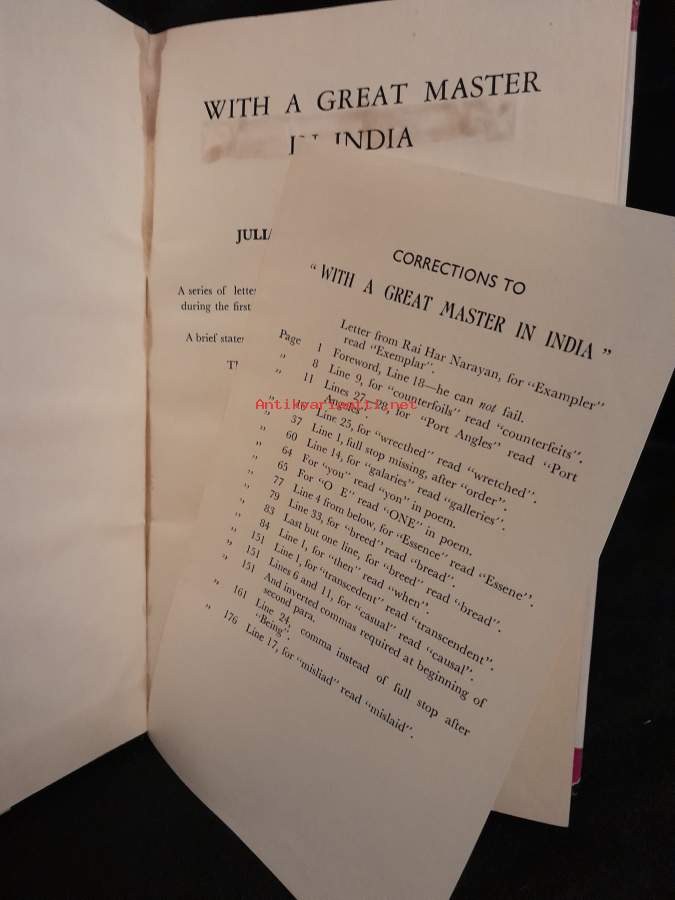 WITH A GREAT MASTER
IN INDIA
JULI
A series of letter
during the first
A brief state
T
CORRECTIONS TO
"WITH A GREAT MASTER IN INDIA"
Letter from Rai Har Narayan, for "Exampler"
read "Exemplar".
Page 1 Foreword, Line 18—he can not fail.
" 8 Line 9, for "counterfoils" read "counterfeits".
" 11 Lines 27, 28, for "Port Angles" read "Port
Angeles".
" Line 25, for "wrecthed" read "wretched".
" 37 Line 1, full stop missing, after "order".
" 60 Line 14, for "galaries" read "galleries".
" 64 For "you" read "yon" in poem.
" 65 For "O E" read "ONE" in poem.
" 77 Line 4 from below, for "Essence" read "Essene".
" 79 Line 33, for "breed" read "bread".
" 83 Last but one line, for "breed" read "bread".
" 84 Line 1, for "then" read "when".
" 151 Line 1, for "transcedent" read "transcendent".
" 151 Lines 6 and 11, for "casual" read "causal".
" 151 And inverted commas required at beginning of
second para.
" 161 Line 24, comma instead of full stop after
"Being".
" 176 Line 17, for "misliad" read "mislaid".
Antikvariaatti.net